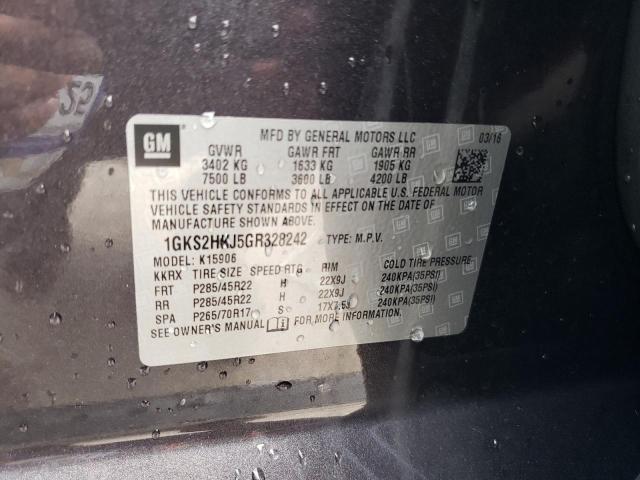 GM
MFD BY GENERAL MOTORS LLC 03/16
GVWR GAWR FRT GAWR RR
3402 KG 1633 KG 1905 KG
7500 LB 3600 LB 4200 LB
THIS VEHICLE CONFORMS TO ALL APPLICABLE U.S. FEDERAL MOTOR
VEHICLE SAFETY STANDARDS IN EFFECT ON THE DATE OF
MANUFACTURE SHOWN ABOVE.
1GKS2HKJ5GR328242 TYPE: M.P.V.
MODEL: K15906
KKRX TIRE SIZE SPEED RTG RIM COLD TIRE PRESSURE
FRT P285/45R22 H 22X9J 240KPA(35PSI)
RR P285/45R22 H 22X9J 240KPA(35PSI)
SPA P265/70R17 S 17X7.5J 240KPA(35PSI)
SEE OWNER'S MANUAL FOR MORE INFORMATION.